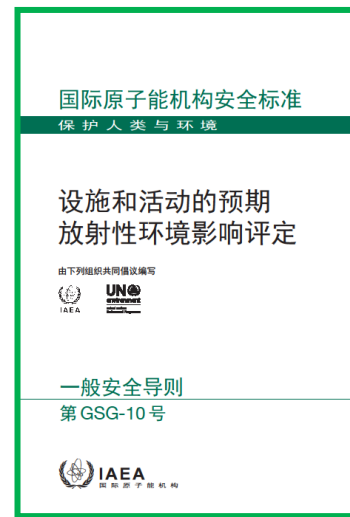 国际原子能机构安全标准
保护人类与环境
设施和活动的预期
放射性环境影响评定
由下列组织共同倡议编写
IAEA
UN
environment
一般安全导则
第 GSG-10 号
IAEA
国际原子能机构